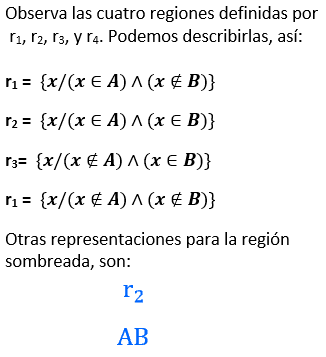 Observa las cuatro regiones definidas por
r₁, r₂, r₃, y r₄. Podemos describirlas, así:
r₁ = {x/(x ∈ A) ∧ (x ∉ B)}
r₂ = {x/(x ∈ A) ∧ (x ∈ B)}
r₃= {x/(x ∉ A) ∧ (x ∈ B)}
r₁ = {x/(x ∉ A) ∧ (x ∉ B)}
Otras representaciones para la región
sombreada, son:
r₂
AB